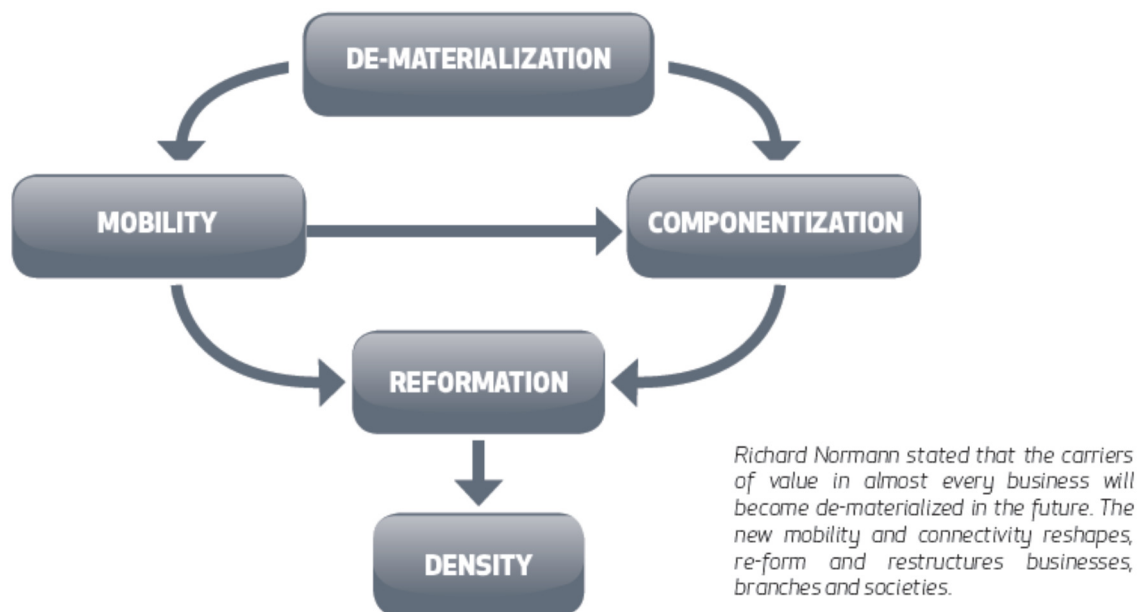 DE-MATERIALIZATION
MOBILITY
COMPONENTIZATION
REFORMATION
DENSITY
Richard Normann stated that the carriers
of value in almost every business will
become de-materialized in the future. The
new mobility and connectivity reshapes,
re-form and restructures businesses,
branches and societies.